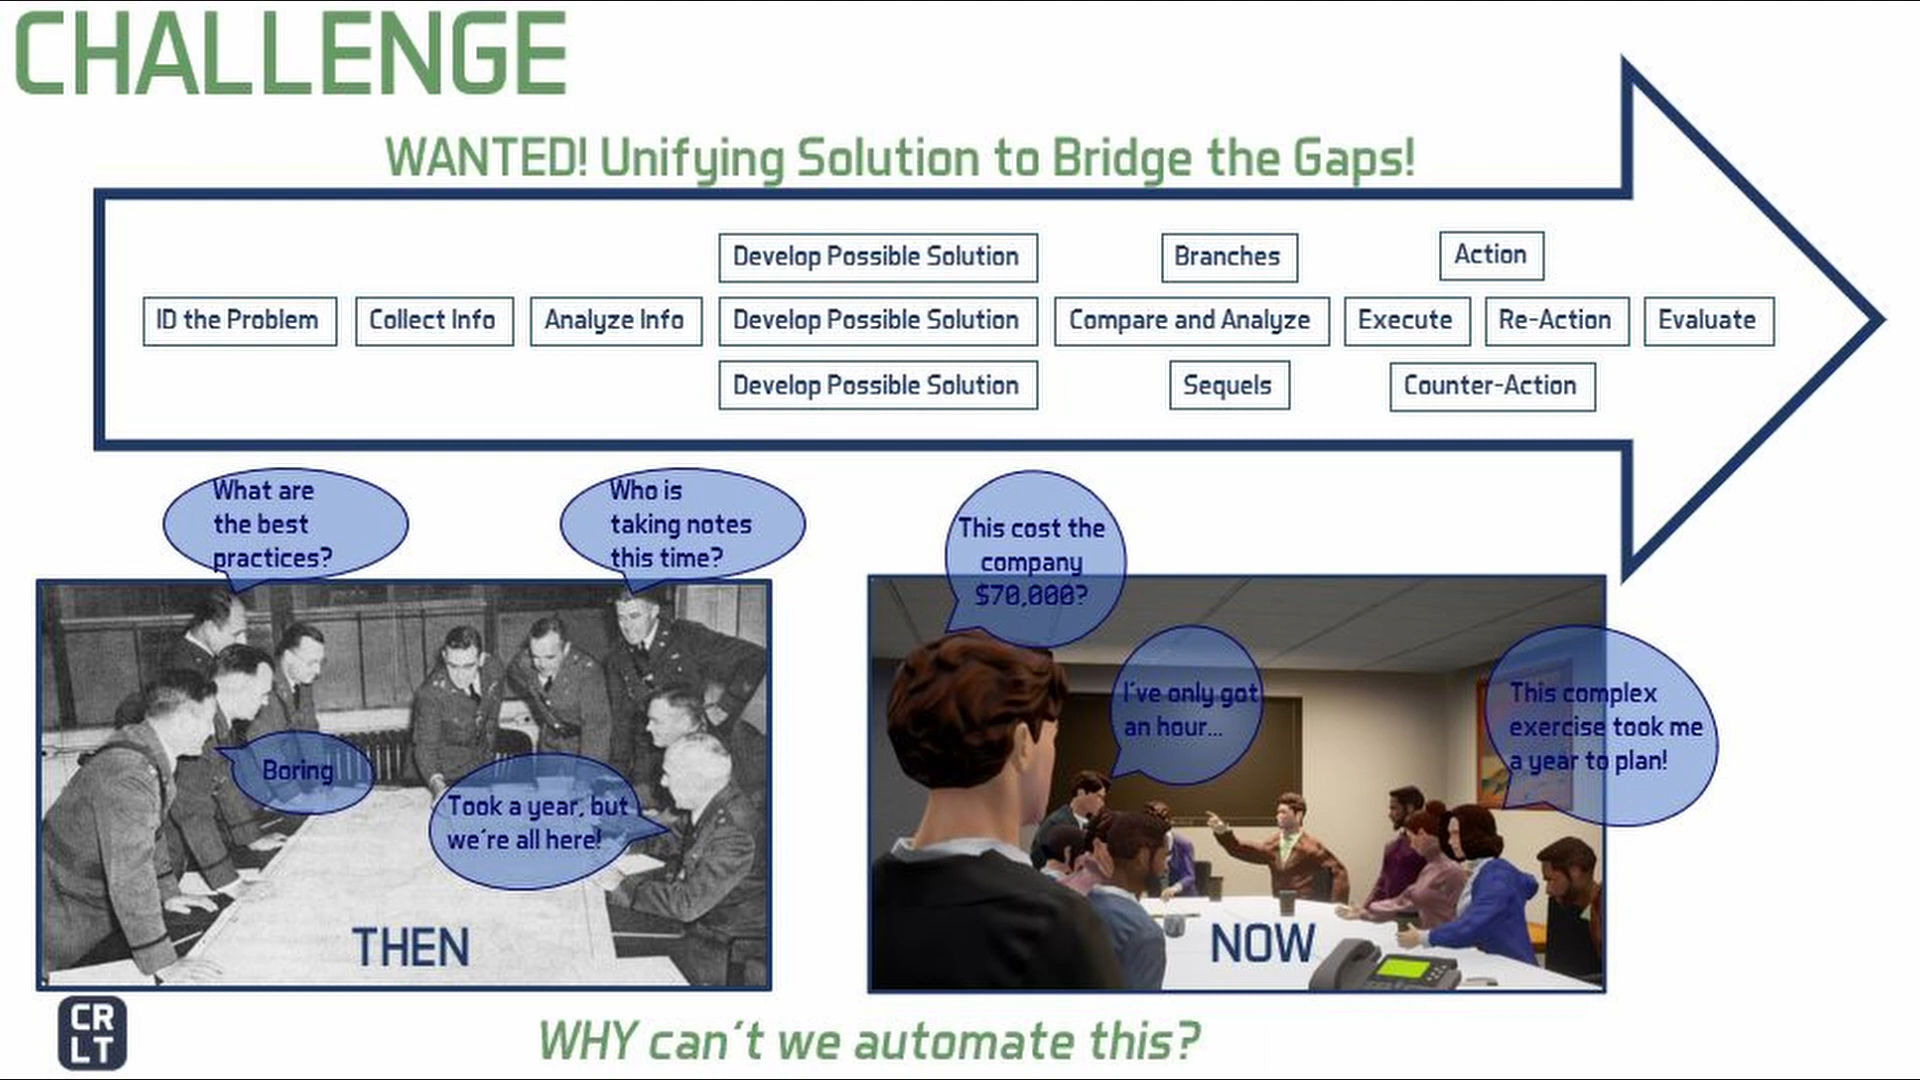 CHALLENGE
WANTED! Unifying Solution to Bridge the Gaps!
Develop Possible Solution
Branches
Action
ID the Problem
Collect Info
Analyze Info
Develop Possible Solution
Compare and Analyze
Execute
Re-Action
Evaluate
Develop Possible Solution
Sequels
Counter-Action
What are
the best
practices?
Who is
taking notes
this time?
Boring
Took a year, but
we're all here!
THEN
This cost the
company
$70,000?
I've only got
an hour...
This complex
exercise took me
a year to plan!
NOW
CR
LT
WHY can't we automate this?